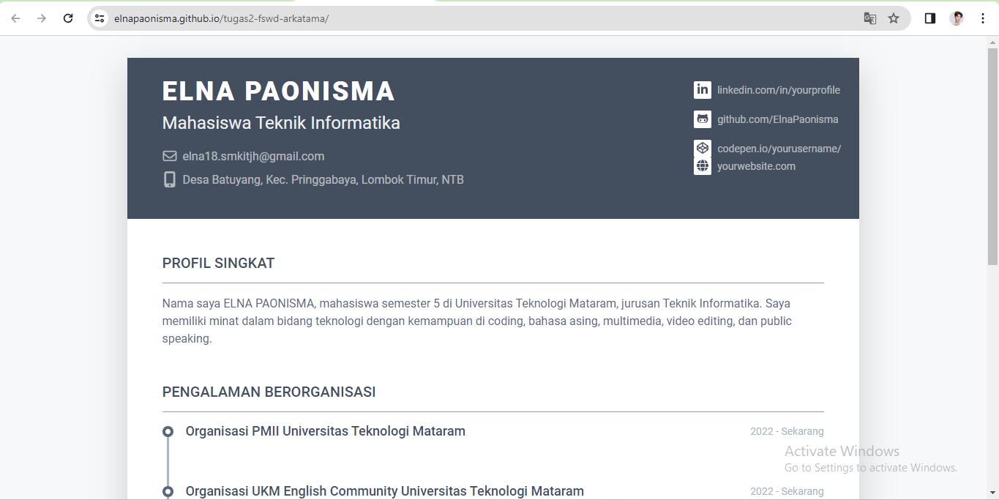 elnapaonisma.github.io/tugas2-fswd-arkatama/
ELNA PAONISMA
Mahasiswa Teknik Informatika
elna18.smkitjh@gmail.com
Desa Batuyang, Kec. Pringgabaya, Lombok Timur, NTB
in linkedin.com/in/yourprofile
github.com/ElnaPaonisma
codepen.io/yourusername/
yourwebsite.com
PROFIL SINGKAT
Nama saya ELNA PAONISMA, mahasiswa semester 5 di Universitas Teknologi Mataram, jurusan Teknik Informatika. Saya
memiliki minat dalam bidang teknologi dengan kemampuan di coding, bahasa asing, multimedia, video editing, dan public
speaking.
PENGALAMAN BERORGANISASI
Organisasi PMII Universitas Teknologi Mataram
2022 - Sekarang
Activate Windows
Go to Settings to activate Windows.
Organisasi UKM English Community Universitas Teknologi Mataram
2022 - Sekarang